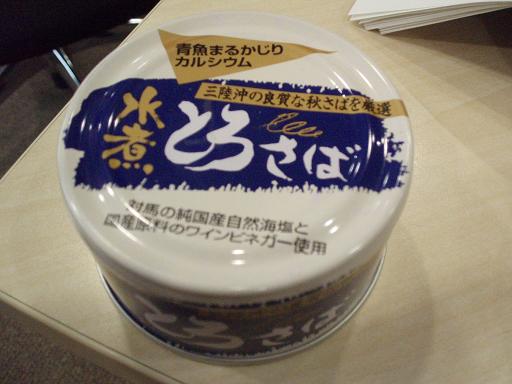 青魚まるかじり
カルシウム
三陸沖の良質な秋さばを厳選
水煮
とろさば
対馬の純国産自然海塩と
国産原料のワインビネガー使用
とろさば